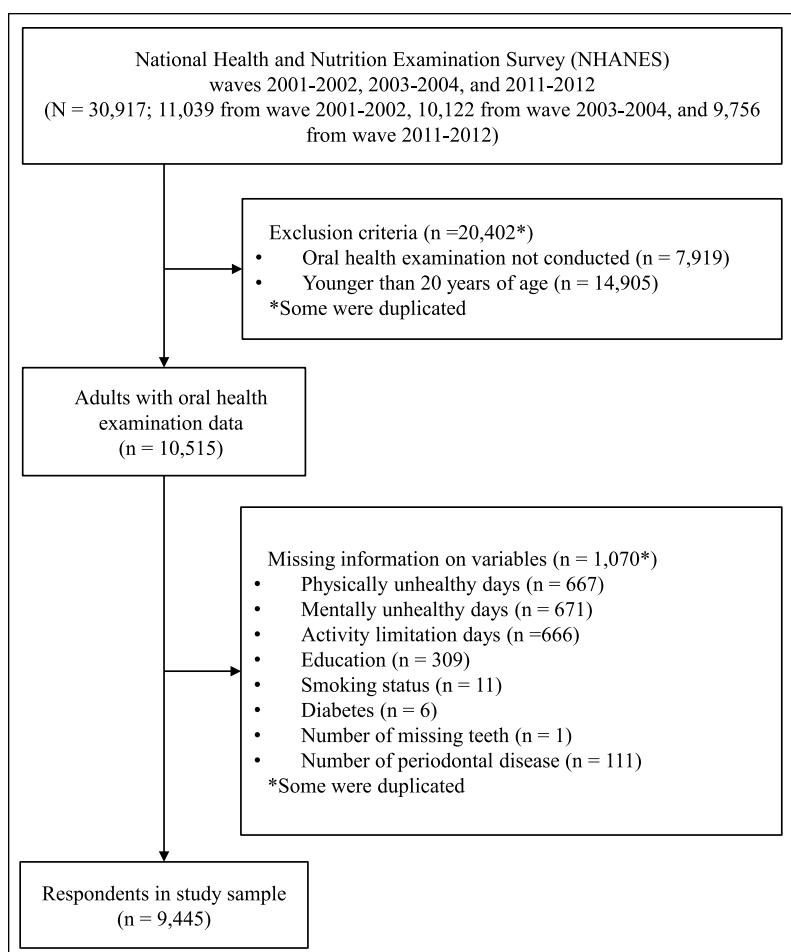 National Health and Nutrition Examination Survey (NHANES)
waves 2001-2002, 2003-2004, and 2011-2012
(N = 30,917; 11,039 from wave 2001-2002, 10,122 from wave 2003-2004, and 9,756
from wave 2011-2012)
Exclusion criteria (n =20,402*)
• Oral health examination not conducted (n = 7,919)
• Younger than 20 years of age (n = 14,905)
*Some were duplicated
Adults with oral health
examination data
(n = 10,515)
Missing information on variables (n = 1,070*)
• Physically unhealthy days (n = 667)
• Mentally unhealthy days (n = 671)
• Activity limitation days (n =666)
• Education (n = 309)
• Smoking status (n = 11)
• Diabetes (n = 6)
• Number of missing teeth (n = 1)
• Number of periodontal disease (n = 111)
*Some were duplicated
Respondents in study sample
(n = 9,445)